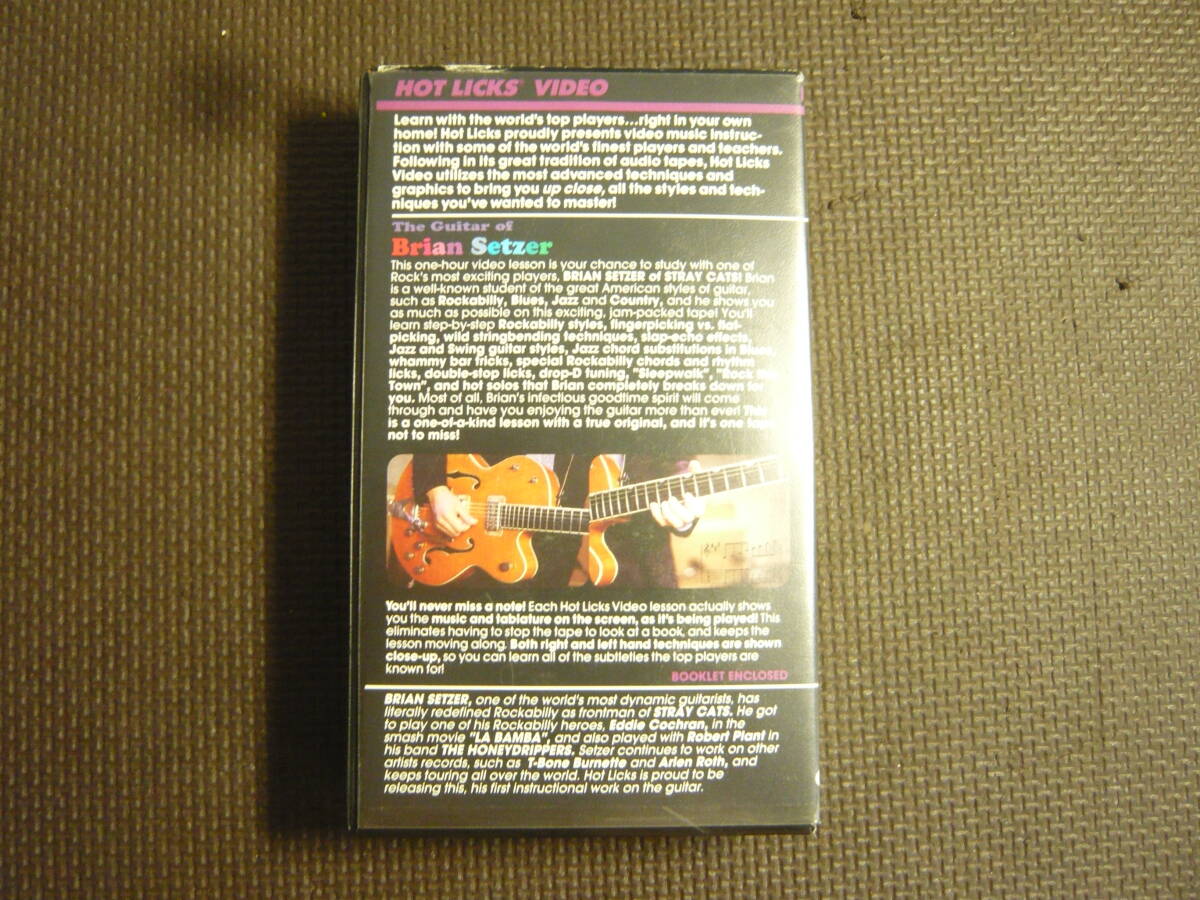 HOT LICKS® VIDEO
Learn with the world's top players...right in your own
home! Hot Licks proudly presents video music instruc-
tion with some of the world's finest players and teachers.
Following in its great tradition of audio tapes, Hot Licks
Video utilizes the most advanced techniques and
graphics to bring you up close, all the styles and tech-
niques you've wanted to master!
The Guitar of
Brian Setzer
This one-hour video lesson is your chance to study with one of
Rock's most exciting players, BRIAN SETZER of STRAY CATS! Brian
is a well-known student of the great American styles of guitar,
such as Rockabilly, Blues, Jazz and Country, and he shows you
as much as possible on this exciting, jam-packed tape! You'll
learn step-by-step Rockabilly styles, fingerpicking vs. flat-
picking, wild stringbending techniques, slap-echo effects,
Jazz and Swing guitar styles, Jazz chord substitutions in Blues,
whammy bar tricks, special Rockabilly chords and rhythm
licks, double-stop licks, drop-D tuning, "Sleepwalk", "Rock this
Town", and hot solos that Brian completely breaks down for
you. Most of all, Brian's infectious goodtime spirit will come
through and have you enjoying the guitar more than ever! This
is a one-of-a-kind lesson with a true original, and it's one tape
not to miss!
You'll never miss a note! Each Hot Licks Video lesson actually shows
you the music and tablature on the screen, as it's being played! This
eliminates having to stop the tape to look at a book, and keeps the
lesson moving along. Both right and left hand techniques are shown
close-up, so you can learn all of the subtleties the top players are
known for!
BOOKLET ENCLOSED
BRIAN SETZER, one of the world's most dynamic guitarists, has
literally redefined Rockabilly as frontman of STRAY CATS. He got
to play one of his Rockabilly heroes, Eddie Cochran, in the
smash movie "LA BAMBA", and also played with Robert Plant in
his band THE HONEYDRIPPERS. Setzer continues to work on other
artists records, such as T-Bone Burnette and Arlen Roth, and
keeps touring all over the world. Hot Licks is proud to be
releasing this, his first instructional work on the guitar.